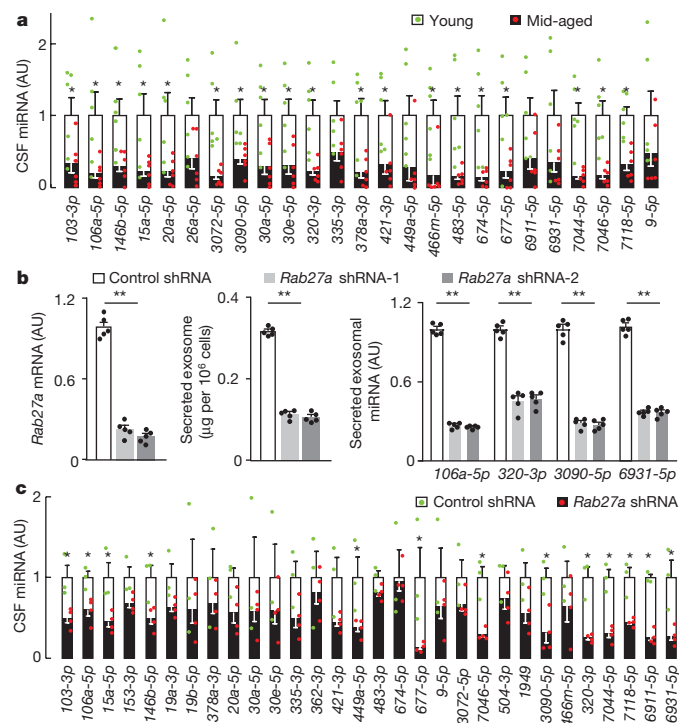 a
Young Mid-aged
CSF miRNA (AU)
2
1
0
103-3p 106a-5p 146b-5p 15a-5p 20a-5p 26a-5p 3072-5p 3090-5p 30a-5p 30e-5p 320-3p 335-3p 378a-3p 421-3p 449a-5p 466m-5p 483-5p 674-5p 677-5p 6911-5p 6931-5p 7044-5p 7046-5p 7118-5p 9-5p
* * * * * * * * * * * * * * * * * * * *
b
Control shRNA Rab27a shRNA-1 Rab27a shRNA-2
Rab27a mRNA (AU)
1.2
0.6
0
**
Secreted exosome
(μg per 10⁶ cells)
0.4
0.2
0
**
Secreted exosomal
miRNA (AU)
1.2
0.6
0
** ** ** **
106a-5p 320-3p 3090-5p 6931-5p
c
Control shRNA Rab27a shRNA
CSF miRNA (AU)
2
1
0
* * * * * * * * * * * * *
103-3p 106a-5p 15a-5p 153-3p 146b-5p 19a-3p 19b-5p 378a-3p 20a-5p 30a-5p 30e-5p 335-3p 362-3p 421-3p 449a-5p 483-3p 674-5p 677-5p 9-5p 3072-5p 7046-5p 504-3p 1949 3090-5p 466m-5p 320-3p 7044-5p 7118-5p 6911-5p 6931-5p